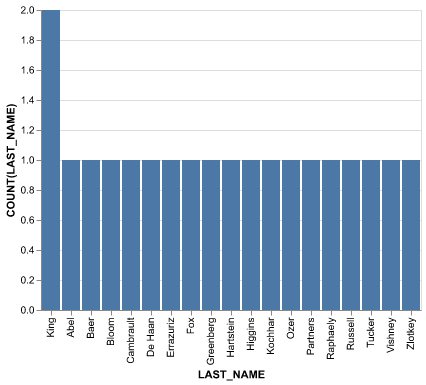 COUNT(LAST_NAME)
2.0
1.8
1.6
1.4
1.2
1.0
0.8
0.6
0.4
0.2
0.0
King
Abel
Baer
Bloom
Cambrault
De Haan
Errazuriz
Fox
Greenberg
Hartstein
Higgins
Kochhar
Ozer
Partners
Raphaely
Russell
Tucker
Vishney
Zlotkey
LAST_NAME